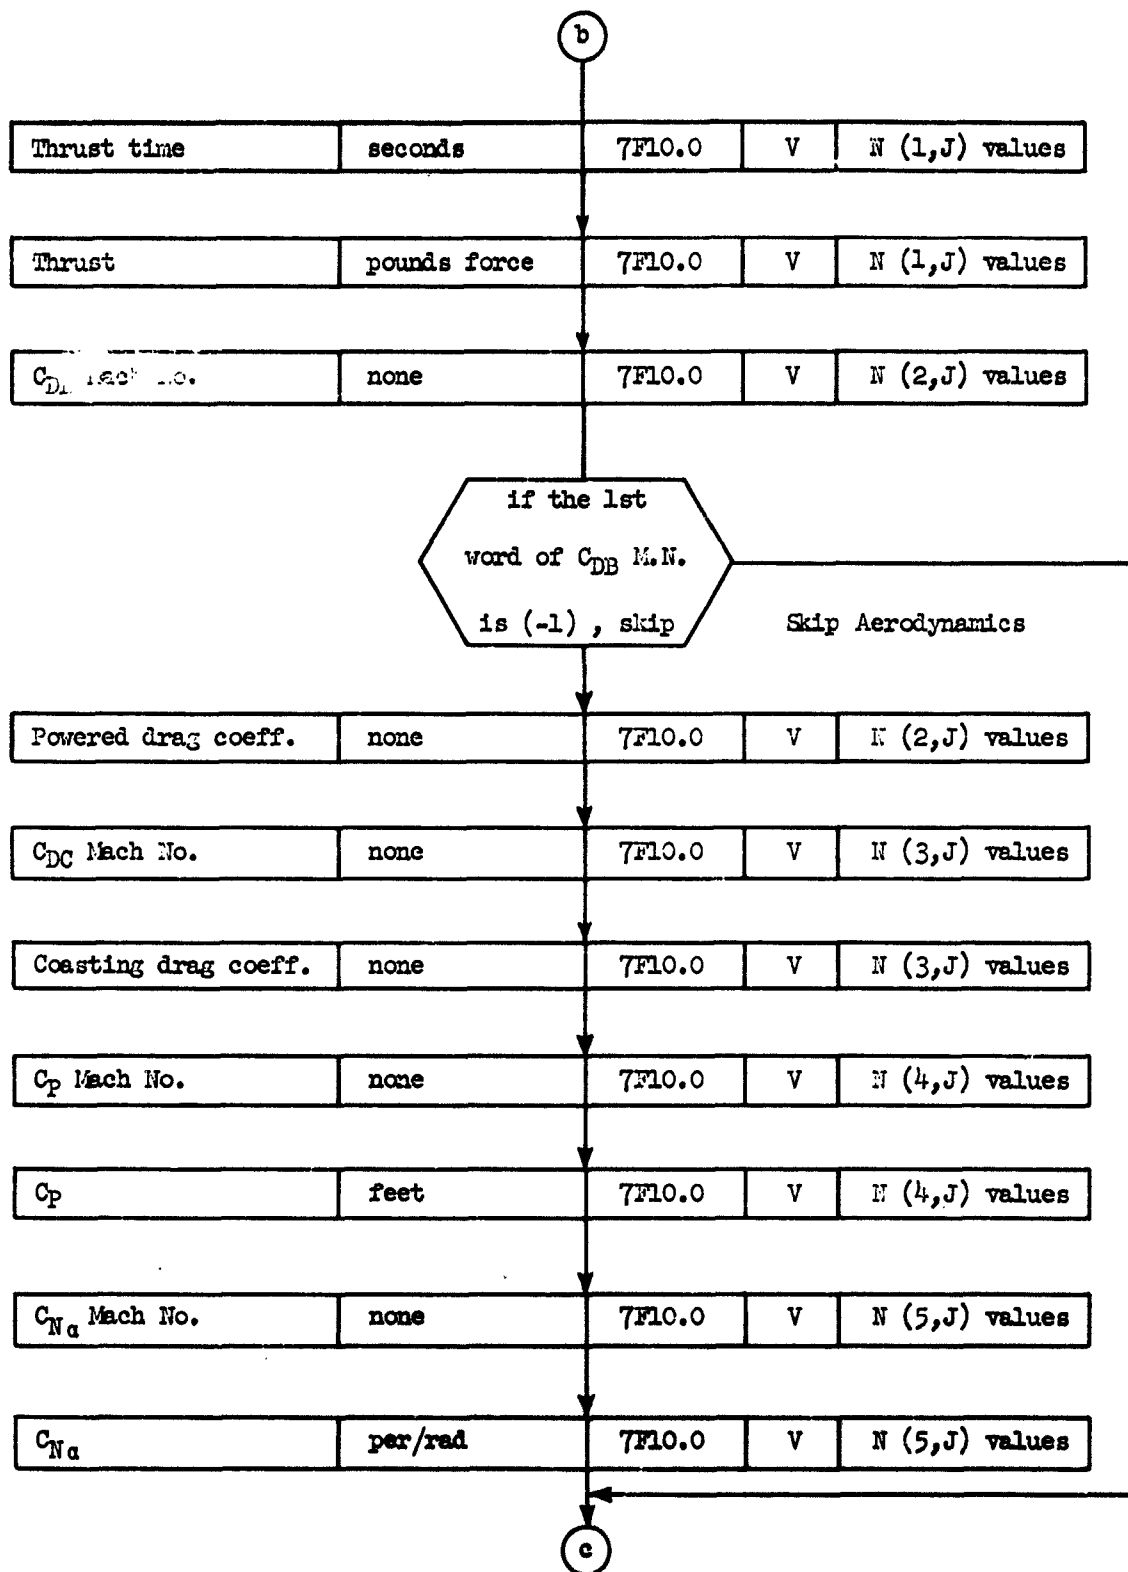 b
Thrust time seconds 7F10.0 V N (1,J) values
Thrust pounds force 7F10.0 V N (1,J) values
none 7F10.0 V N (2,J) values
if the 1st
word of C_DB M.N.
is (-1) , skip
Skip Aerodynamics
Powered drag coeff. none 7F10.0 V N (2,J) values
C_DC Mach No. none 7F10.0 V N (3,J) values
Coasting drag coeff. none 7F10.0 V N (3,J) values
C_P Mach No. none 7F10.0 V N (4,J) values
C_P feet 7F10.0 V N (4,J) values
C_Nα Mach No. none 7F10.0 V N (5,J) values
C_Nα per/rad 7F10.0 V N (5,J) values
c